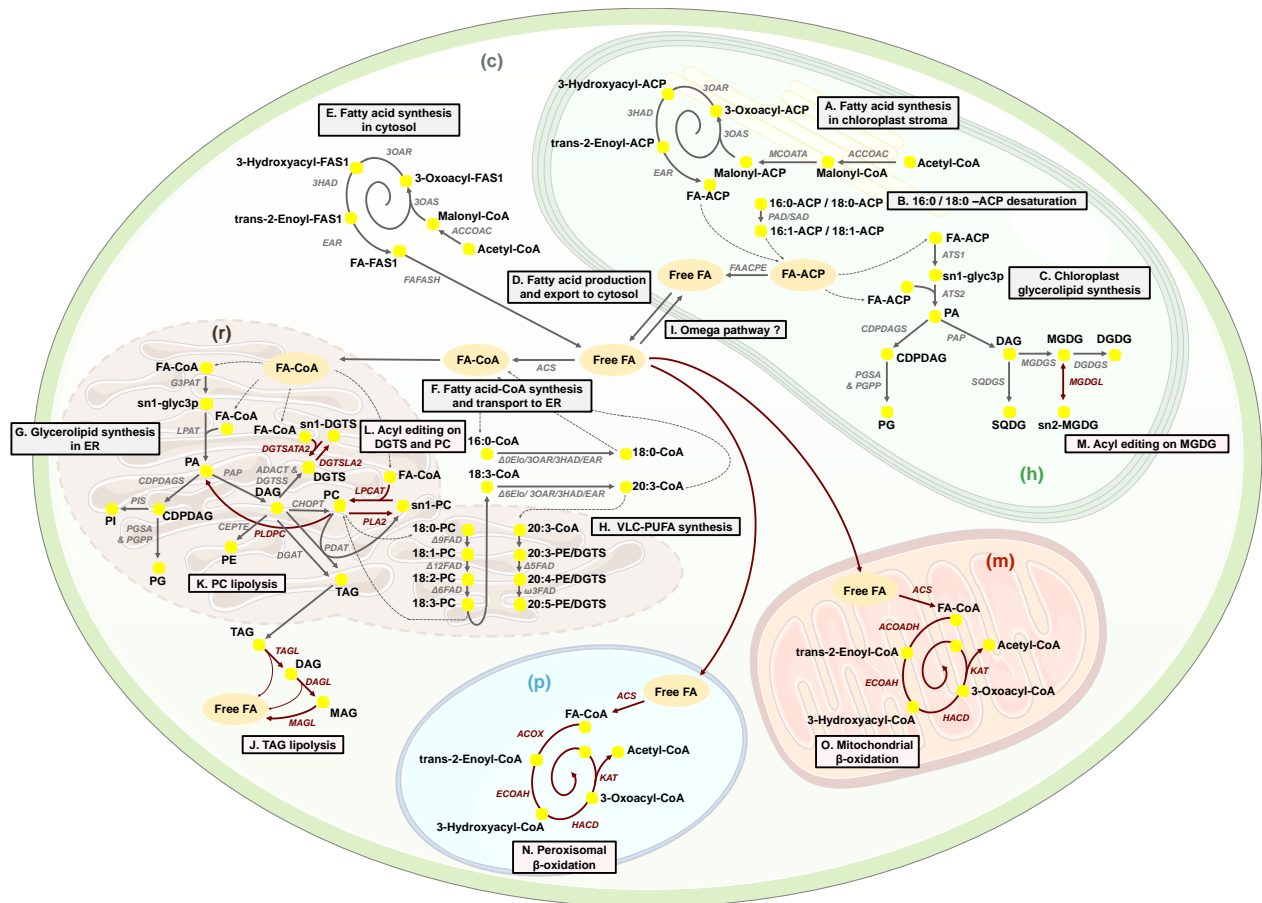 (c)
E. Fatty acid synthesis
in cytosol
3OAR
3-Hydroxyacyl-FAS1
3HAD
3-Oxoacyl-FAS1
3OAS
trans-2-Enoyl-FAS1
Malonyl-CoA
ACCOAC
EAR
Acetyl-CoA
FA-FAS1
FAFASH
3-Hydroxyacyl-ACP
3OAR
3HAD
3-Oxoacyl-ACP
3OAS
A. Fatty acid synthesis
in chloroplast stroma
trans-2-Enoyl-ACP
MCOATA
ACCOAC
Acetyl-CoA
EAR
Malonyl-ACP
Malonyl-CoA
FA-ACP
16:0-ACP / 18:0-ACP
PAD/SAD
16:1-ACP / 18:1-ACP
B. 16:0 / 18:0 –ACP desaturation
FA-ACP
ATS1
sn1-glyc3p
ATS2
FA-ACP
PA
C. Chloroplast
glycerolipid synthesis
D. Fatty acid production
and export to cytosol
Free FA
FAACPE
FA-ACP
I. Omega pathway ?
CDPDAGS
PAP
CDPDAG
DAG
MGDG
DGDG
MGDGS
DGDGS
PGSA
& PGPP
SQDGS
MGDGL
PG
SQDG
sn2-MGDG
M. Acyl editing on MGDG
(h)
(r)
FA-CoA
FA-CoA
FA-CoA
ACS
Free FA
G3PAT
F. Fatty acid-CoA synthesis
and transport to ER
sn1-glyc3p
FA-CoA
LPAT
G. Glycerolipid synthesis
in ER
FA-CoA
sn1-DGTS
L. Acyl editing on
DGTS and PC
DGTSATA2
DGTSLA2
16:0-CoA
18:0-CoA
Δ0Elo/3OAR/3HAD/EAR
PA
PAP
ADACT &
DGTSS
DGTS
FA-CoA
18:3-CoA
20:3-CoA
Δ6Elo/ 3OAR/3HAD/EAR
CDPDAGS
DAG
CHOPT
PC
LPCAT
sn1-PC
PLA2
PIS
PI
CDPDAG
CEPTE
PLDPC
PDAT
DGAT
PGSA
& PGPP
PE
PG
K. PC lipolysis
TAG
H. VLC-PUFA synthesis
18:0-PC
Δ9FAD
18:1-PC
Δ12FAD
18:2-PC
Δ6FAD
18:3-PC
20:3-CoA
20:3-PE/DGTS
Δ5FAD
20:4-PE/DGTS
ω3FAD
20:5-PE/DGTS
TAG
TAGL
DAG
DAGL
Free FA
MAGL
MAG
J. TAG lipolysis
(p)
Free FA
ACS
FA-CoA
ACOX
trans-2-Enoyl-CoA
Acetyl-CoA
KAT
ECOAH
3-Oxoacyl-CoA
3-Hydroxyacyl-CoA
HACD
N. Peroxisomal
β-oxidation
(m)
Free FA
ACS
FA-CoA
ACOADH
trans-2-Enoyl-CoA
Acetyl-CoA
KAT
ECOAH
3-Oxoacyl-CoA
3-Hydroxyacyl-CoA
HACD
O. Mitochondrial
β-oxidation